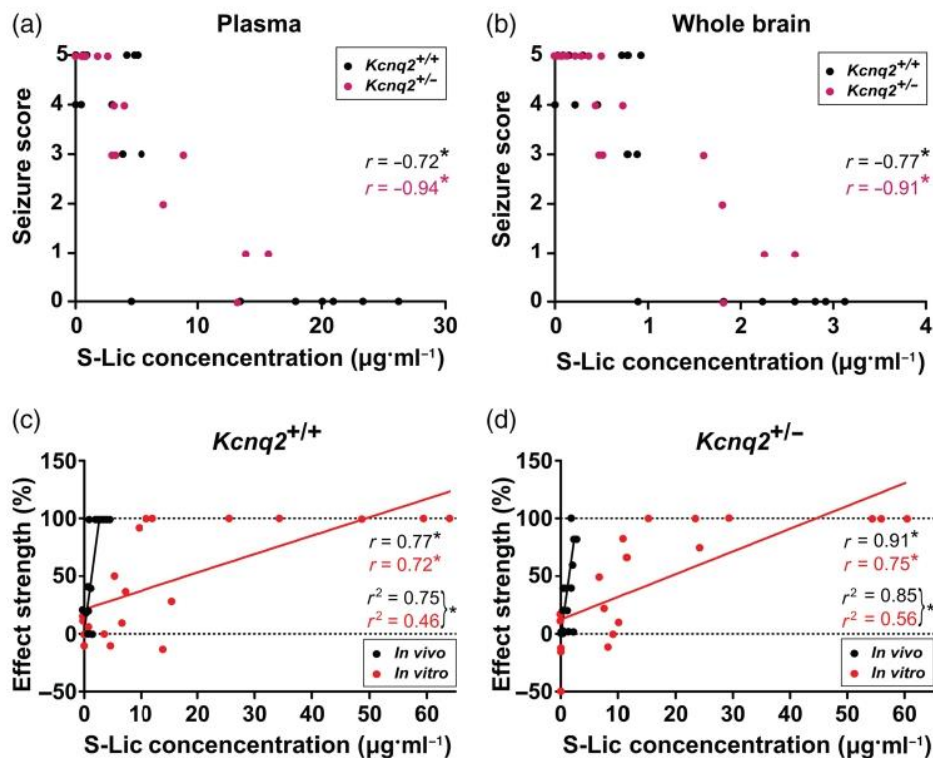 (a) Plasma
Seizure score
5
4
3
2
1
0
0 10 20 30
S-Lic concencentration (µg·ml⁻¹)
Kcnq2+/+
Kcnq2+/−
r = −0.72*
r = −0.94*
(b) Whole brain
Seizure score
5
4
3
2
1
0
0 1 2 3 4
S-Lic concencentration (µg·ml⁻¹)
Kcnq2+/+
Kcnq2+/−
r = −0.77*
r = −0.91*
(c) Kcnq2+/+
Effect strength (%)
150
100
50
0
−50
0 10 20 30 40 50 60
S-Lic concencentration (µg·ml⁻¹)
r = 0.77*
r = 0.72*
r² = 0.75
r² = 0.46 } *
In vivo
In vitro
(d) Kcnq2+/−
Effect strength (%)
150
100
50
0
−50
0 10 20 30 40 50 60
S-Lic concencentration (µg·ml⁻¹)
r = 0.91*
r = 0.75*
r² = 0.85
r² = 0.56 } *
In vivo
In vitro